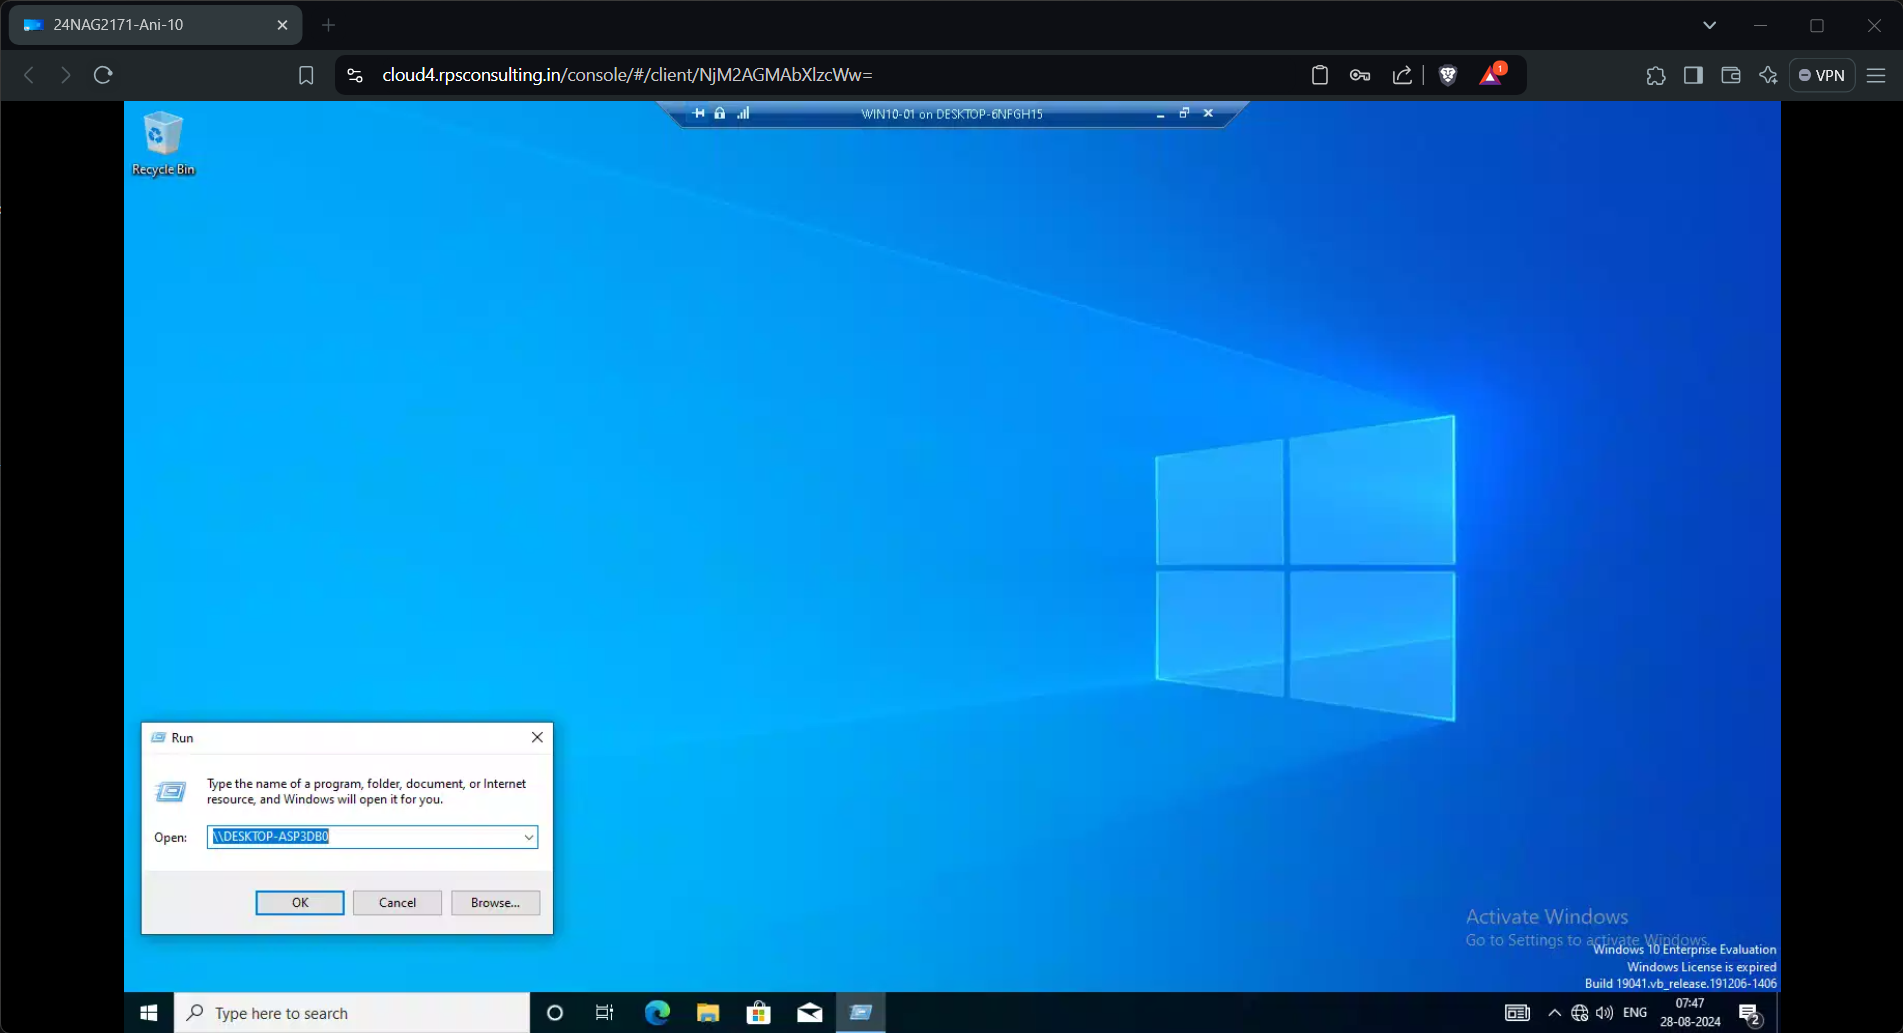 24NAG2171-Ani-10
cloud4.rpsconsulting.in/console/#/client/NjM2AGMAbXlzcWw=
1
VPN
WIN10-01 on DESKTOP-6NFGH15
Recycle Bin
Run
Type the name of a program, folder, document, or Internet
resource, and Windows will open it for you.
Open:
\\DESKTOP-ASP3DB0
OK
Cancel
Browse...
Activate Windows
Go to Settings to activate Windows.
Windows 10 Enterprise Evaluation
Windows License is expired
Build 19041.vb_release.191206-1406
Type here to search
ENG
07:47
28-08-2024
2